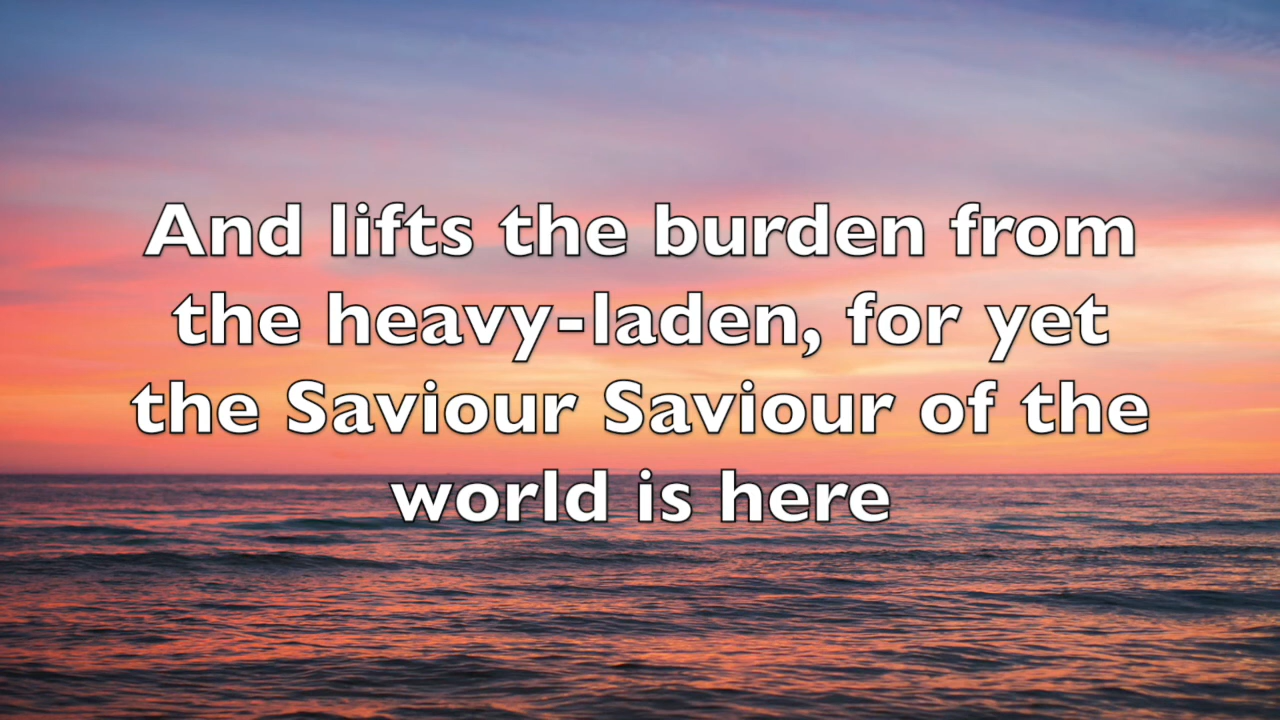 And lifts the burden from
the heavy-laden, for yet
the Saviour Saviour of the
world is here